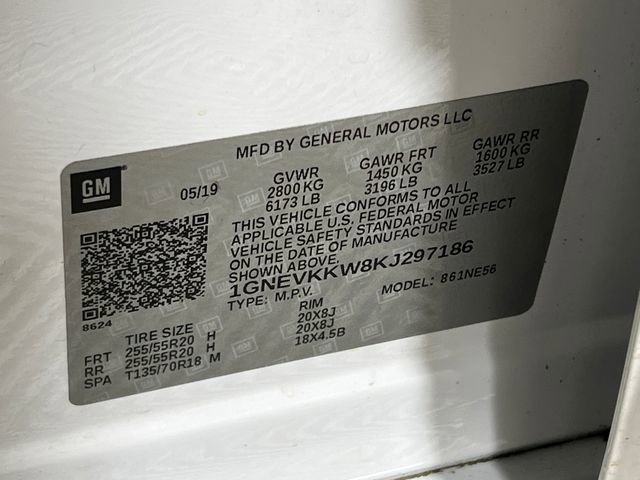 MFD BY GENERAL MOTORS LLC
GM
05/19
GVWR GAWR FRT GAWR RR
2800 KG 1450 KG 1600 KG
6173 LB 3196 LB 3527 LB
THIS VEHICLE CONFORMS TO ALL
APPLICABLE U.S. FEDERAL MOTOR
VEHICLE SAFETY STANDARDS IN EFFECT
ON THE DATE OF MANUFACTURE
SHOWN ABOVE.
1GNEVKKW8KJ297186
TYPE: M.P.V. MODEL: 861NE56
8624
TIRE SIZE RIM
FRT 255/55R20 H 20X8J
RR 255/55R20 H 20X8J
SPA T135/70R18 M 18X4.5B